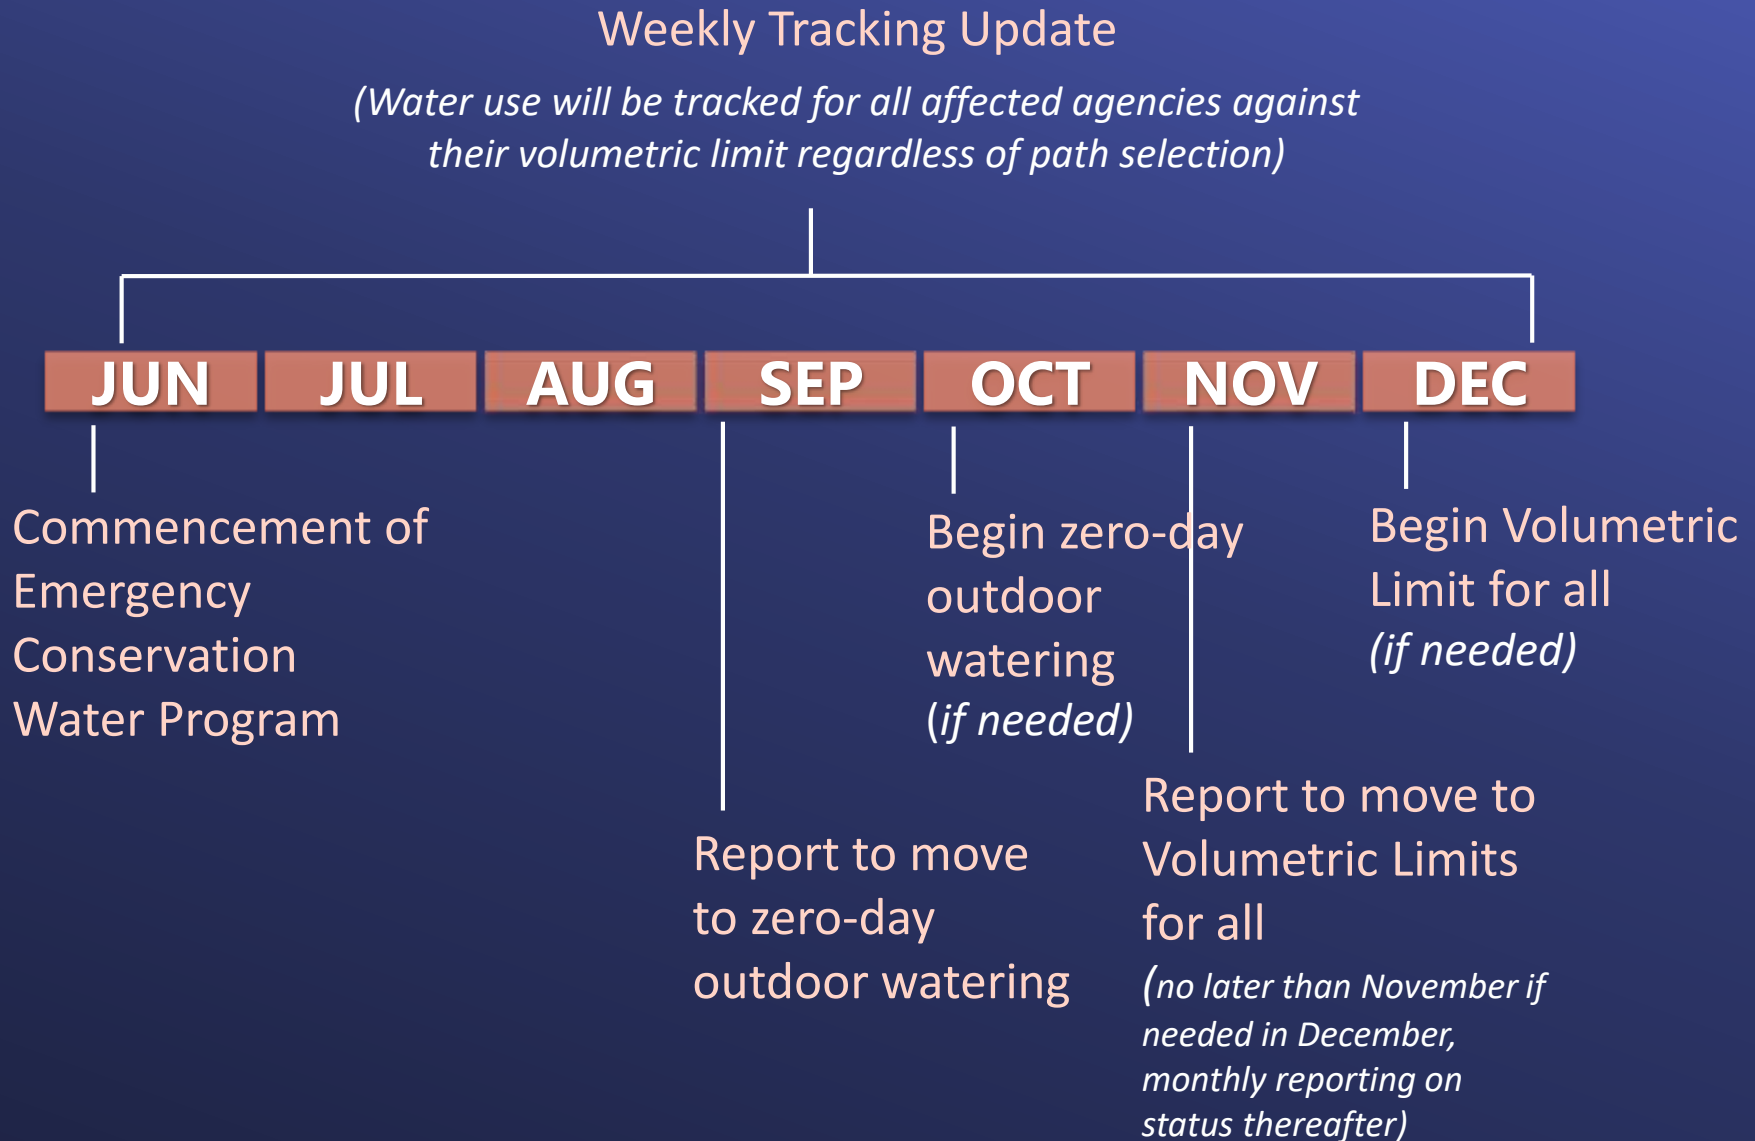 Weekly Tracking Update
(Water use will be tracked for all affected agencies against
their volumetric limit regardless of path selection)
JUN JUL AUG SEP OCT NOV DEC
Commencement of
Emergency
Conservation
Water Program
Report to move
to zero-day
outdoor watering
Begin zero-day
outdoor
watering
(if needed)
Report to move to
Volumetric Limits
for all
(no later than November if
needed in December,
monthly reporting on
status thereafter)
Begin Volumetric
Limit for all
(if needed)